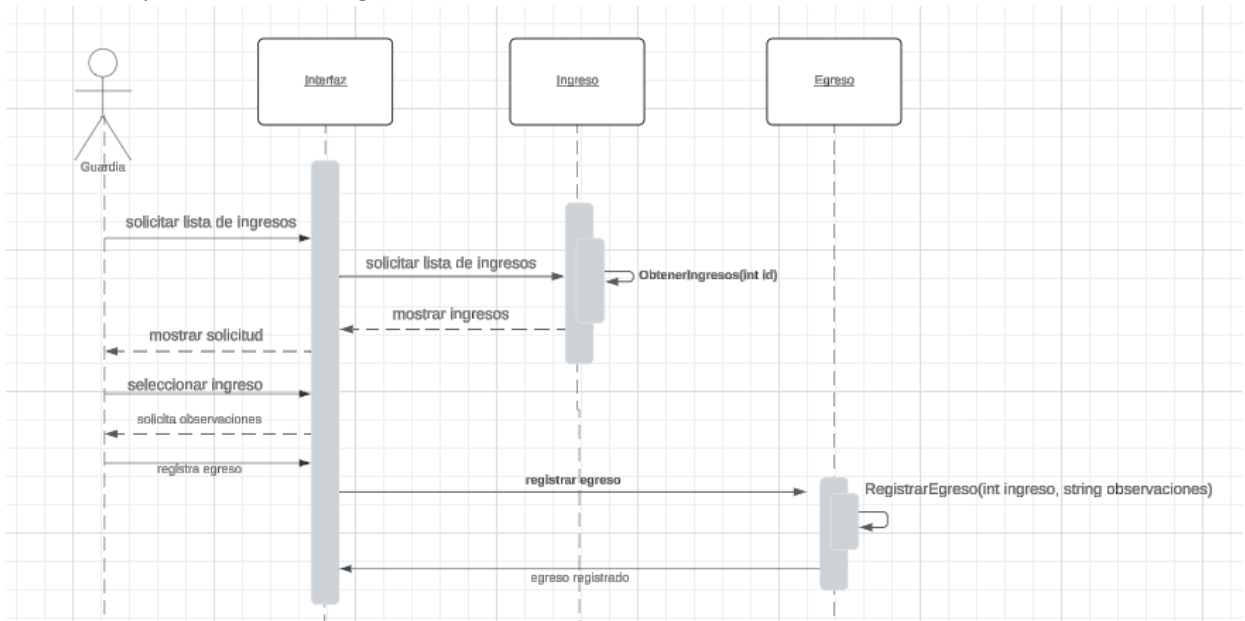 Interfaz
Ingreso
Egreso
Guardia
solicitar lista de ingresos
solicitar lista de ingresos
ObtenerIngresos(int id)
mostrar ingresos
mostrar solicitud
seleccionar ingreso
solicita observaciones
registra egreso
registrar egreso
RegistrarEgreso(int ingreso, string observaciones)
egreso registrado